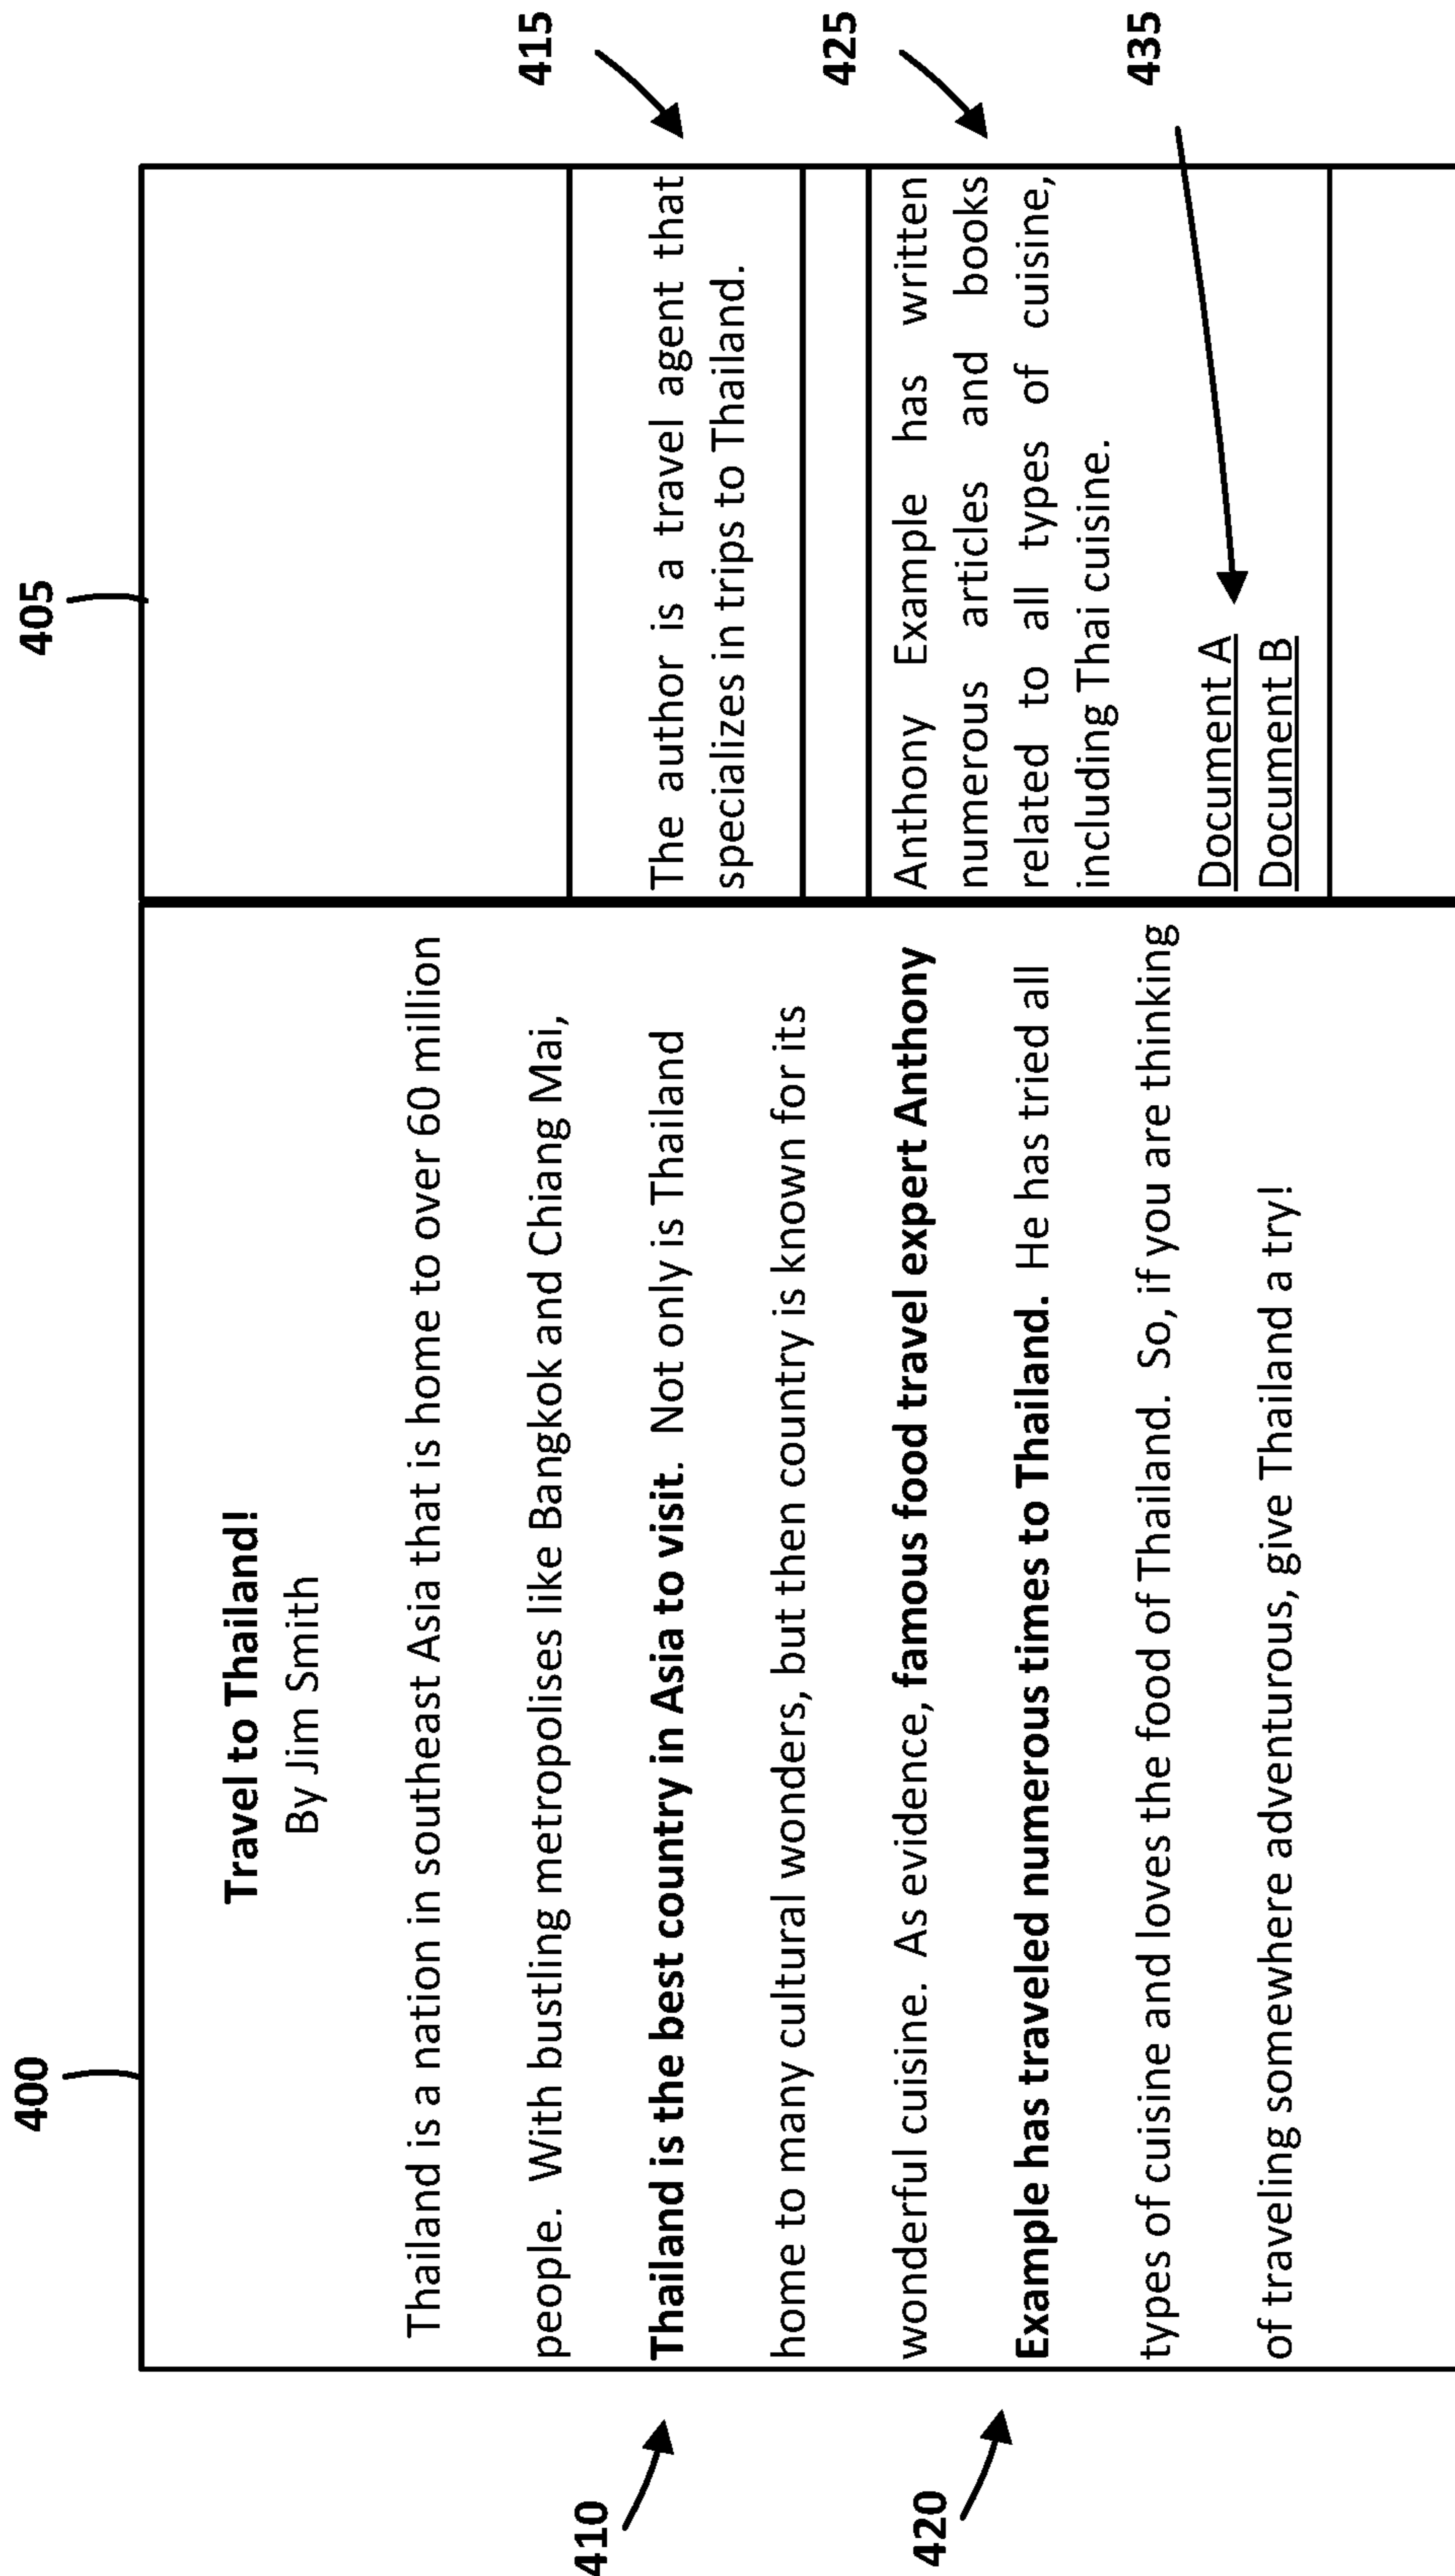 400
405
Travel to Thailand!
By Jim Smith
Thailand is a nation in southeast Asia that is home to over 60 million
people.  With bustling metropolises like Bangkok and Chiang Mai,
Thailand is the best country in Asia to visit.  Not only is Thailand
home to many cultural wonders, but then country is known for its
wonderful cuisine.  As evidence, famous food travel expert Anthony
Example has traveled numerous times to Thailand.  He has tried all
types of cuisine and loves the food of Thailand.  So, if you are thinking
of traveling somewhere adventurous, give Thailand a try!
410
420
The author is a travel agent that
specializes in trips to Thailand.
415
Anthony Example has written
numerous articles and books
related to all types of cuisine,
including Thai cuisine.
425
Document A
Document B
435